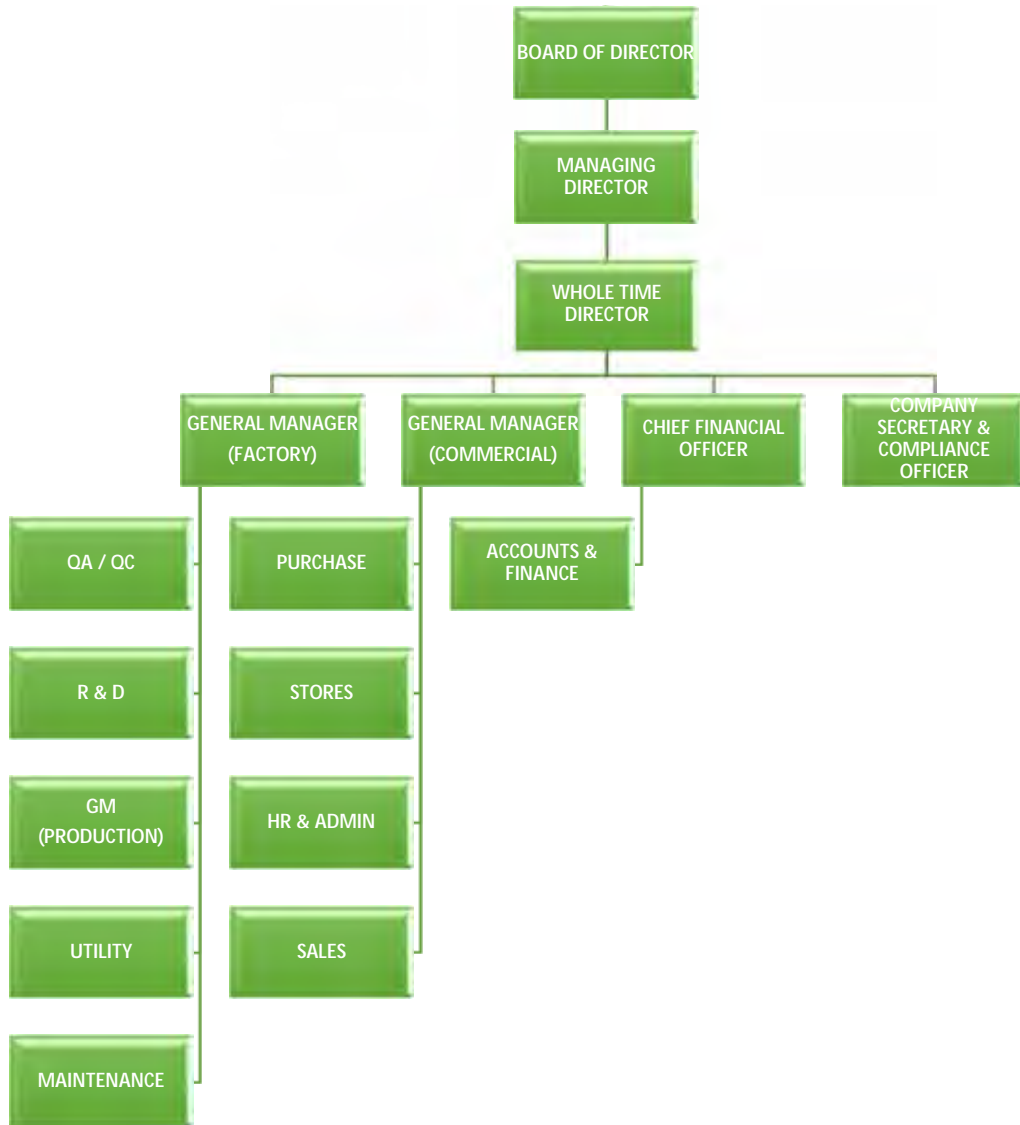 BOARD OF DIRECTOR
MANAGING
DIRECTOR
WHOLE TIME
DIRECTOR
GENERAL MANAGER
(FACTORY)
GENERAL MANAGER
(COMMERCIAL)
CHIEF FINANCIAL
OFFICER
COMPANY
SECRETARY &
COMPLIANCE
OFFICER
QA / QC
PURCHASE
ACCOUNTS &
FINANCE
R & D
STORES
GM
(PRODUCTION)
HR & ADMIN
UTILITY
SALES
MAINTENANCE